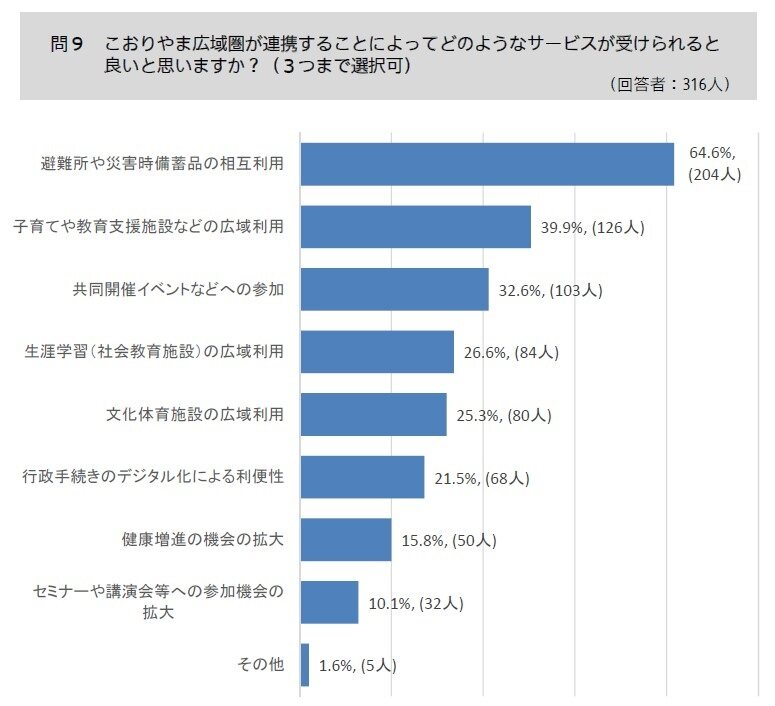 問９ こおりやま広域圏が連携することによってどのようなサービスが受けられると
良いと思いますか？（３つまで選択可）
（回答者：316人）
避難所や災害時備蓄品の相互利用
64.6%,
(204人)
子育てや教育支援施設などの広域利用
39.9%, (126人)
共同開催イベントなどへの参加
32.6%, (103人)
生涯学習（社会教育施設）の広域利用
26.6%, (84人)
文化体育施設の広域利用
25.3%, (80人)
行政手続きのデジタル化による利便性
21.5%, (68人)
健康増進の機会の拡大
15.8%, (50人)
セミナーや講演会等への参加機会の
拡大
10.1%, (32人)
その他
1.6%, (5人)